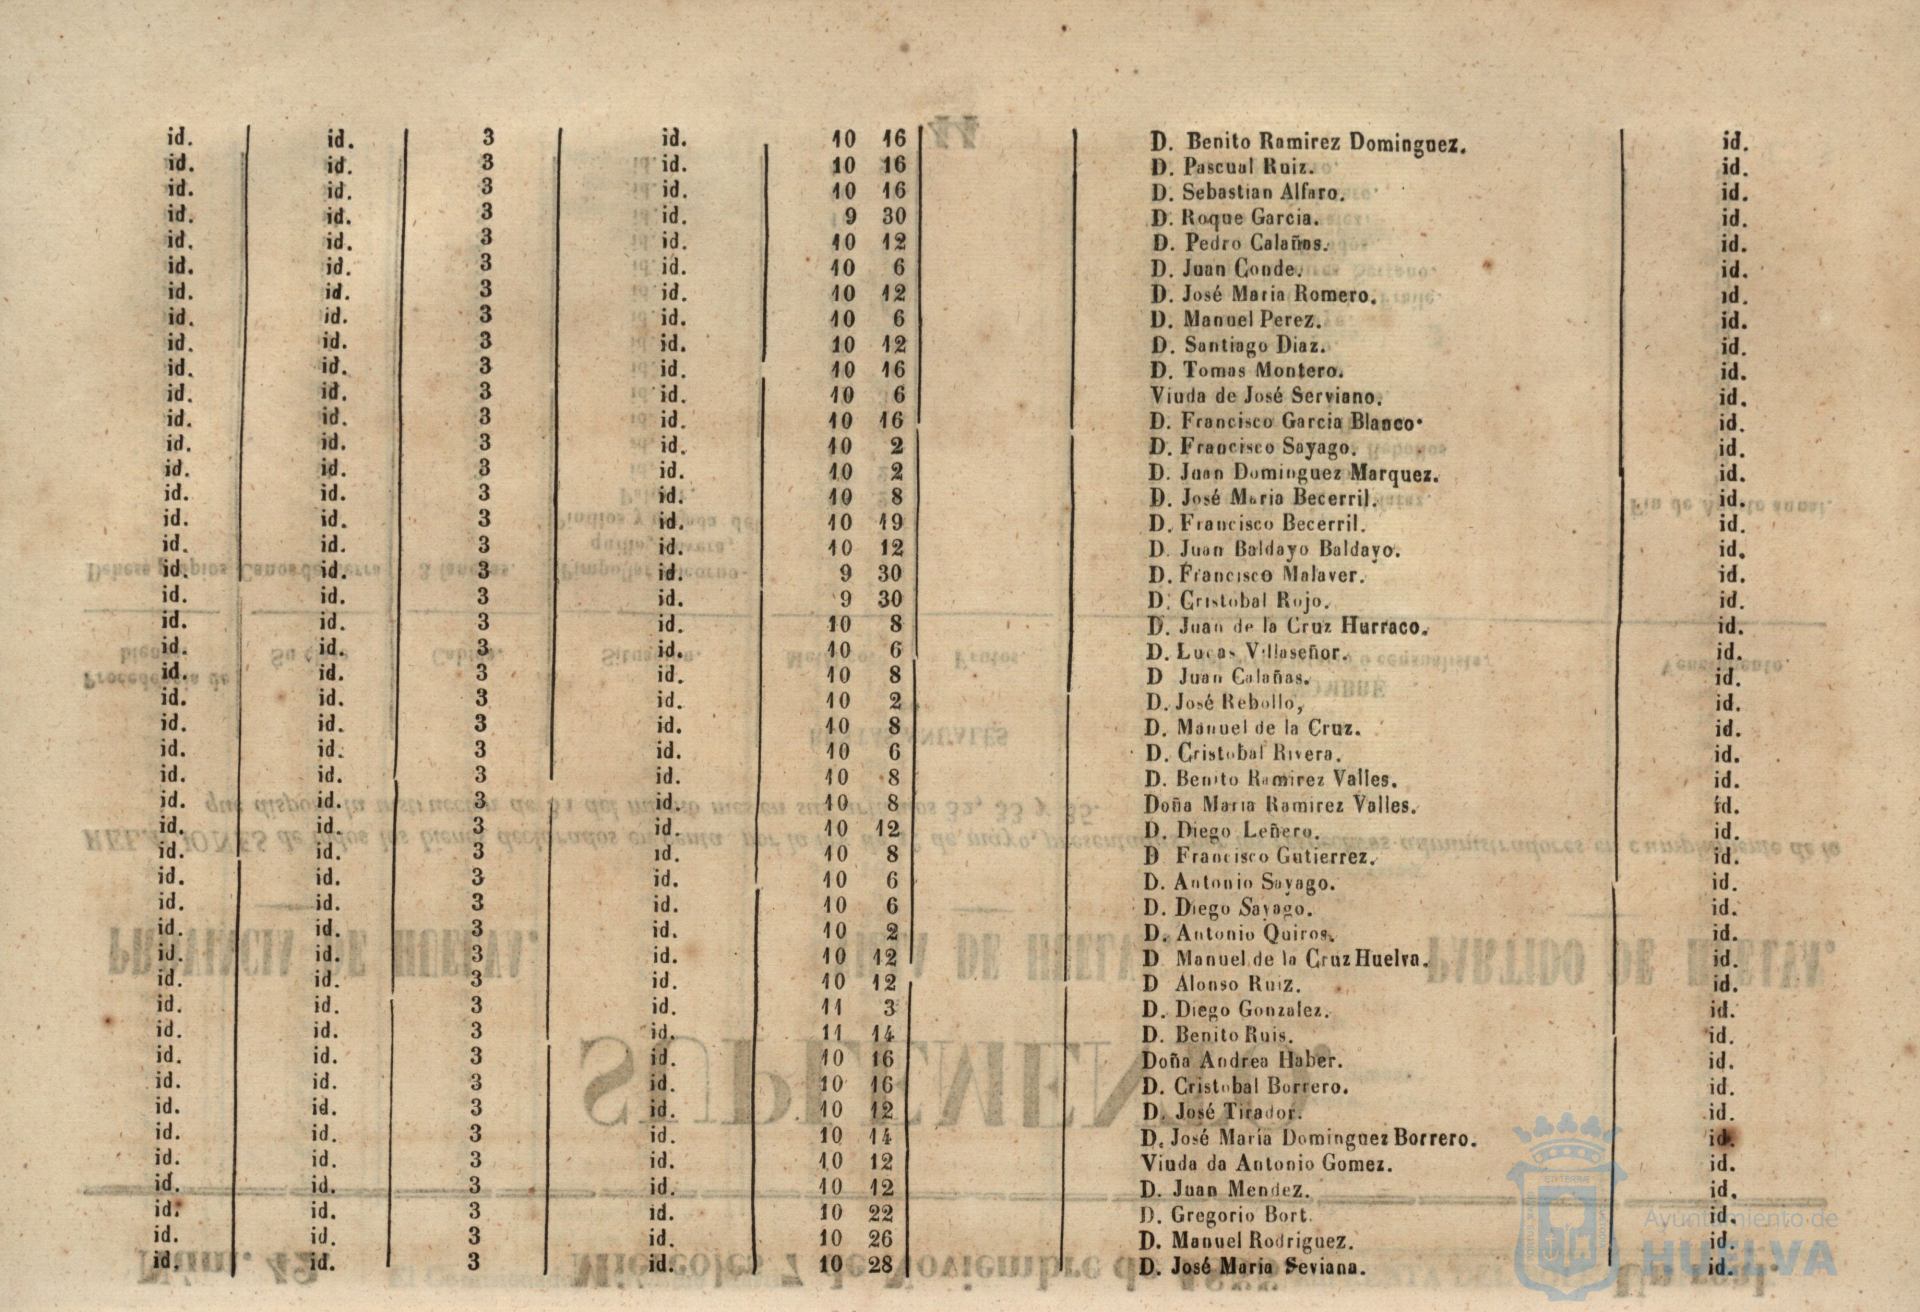 id. id. 3 id. 10 16 D. Benito Ramirez Dominguez. id.
id. id. 3 id. 10 16 D. Pascual Ruiz. id.
id. id. 3 id. 10 16 D. Sebastian Alfaro. id.
id. id. 3 id. 9 30 D. Roque Garcia. id.
id. id. 3 id. 10 12 D. Pedro Calañas. id.
id. id. 3 id. 10 6 D. Juan Conde. id.
id. id. 3 id. 10 12 D. José Maria Romero. id.
id. id. 3 id. 10 6 D. Manuel Perez. id.
id. id. 3 id. 10 12 D. Santiago Diaz. id.
id. id. 3 id. 10 16 D. Tomas Montero. id.
id. id. 3 id. 10 6 Viuda de José Serviano. id.
id. id. 3 id. 10 16 D. Francisco Garcia Blanco. id.
id. id. 3 id. 10 2 D. Francisco Sayago. id.
id. id. 3 id. 10 2 D. Juan Dominguez Marquez. id.
id. id. 3 id. 10 8 D. José Maria Becerril. id.
id. id. 3 id. 10 19 D. Francisco Becerril. id.
id. id. 3 id. 10 12 D. Juan Baldayo Baldayo. id.
id. id. 3 id. 9 30 D. Francisco Malaver. id.
id. id. 3 id. 9 30 D. Cristobal Rojo. id.
id. id. 3 id. 10 8 D. Juan de la Cruz Hurraco. id.
id. id. 3 id. 10 6 D. Lucas Villaseñor. id.
id. id. 3 id. 10 8 D Juan Calañas. id.
id. id. 3 id. 10 2 D. José Rebollo, id.
id. id. 3 id. 10 8 D. Manuel de la Cruz. id.
id. id. 3 id. 10 6 D. Cristobal Rivera. id.
id. id. 3 id. 10 8 D. Benito Ramirez Valles. id.
id. id. 3 id. 10 8 Doña Maria Ramirez Valles. id.
id. id. 3 id. 10 12 D. Diego Leñero. id.
id. id. 3 id. 10 8 D Francisco Gutierrez. id.
id. id. 3 id. 10 6 D. Antonio Sayago. id.
id. id. 3 id. 10 6 D. Diego Sayago. id.
id. id. 3 id. 10 2 D. Antonio Quiros. id.
id. id. 3 id. 10 12 D Manuel de la Cruz Huelva. id.
id. id. 3 id. 10 12 D Alonso Ruiz. id.
id. id. 3 id. 11 3 D. Diego Gonzalez. id.
id. id. 3 id. 11 14 D. Benito Ruis. id.
id. id. 3 id. 10 16 Doña Andrea Haber. id.
id. id. 3 id. 10 16 D. Cristobal Borrero. id.
id. id. 3 id. 10 12 D. José Tirador. id.
id. id. 3 id. 10 14 D. José María Dominguez Borrero. id.
id. id. 3 id. 10 12 Viuda da Antonio Gomez. id.
id. id. 3 id. 10 12 D. Juan Mendez. id.
id. id. 3 id. 10 22 D. Gregorio Bort. id.
id. id. 3 id. 10 26 D. Manuel Rodriguez. id.
id. id. 3 id. 10 28 D. José Maria Seviana. id.
Ayuntamiento de
HUELVA